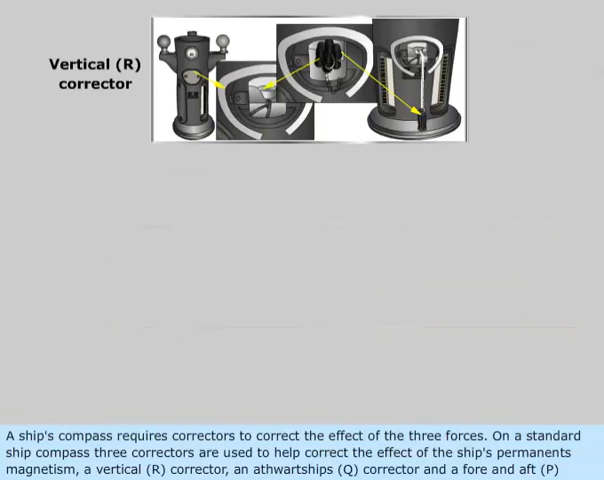 Vertical (R)
corrector
A ship's compass requires correctors to correct the effect of the three forces. On a standard
ship compass three correctors are used to help correct the effect of the ship's permanents
magnetism, a vertical (R) corrector, an athwartships (Q) corrector and a fore and aft (P)